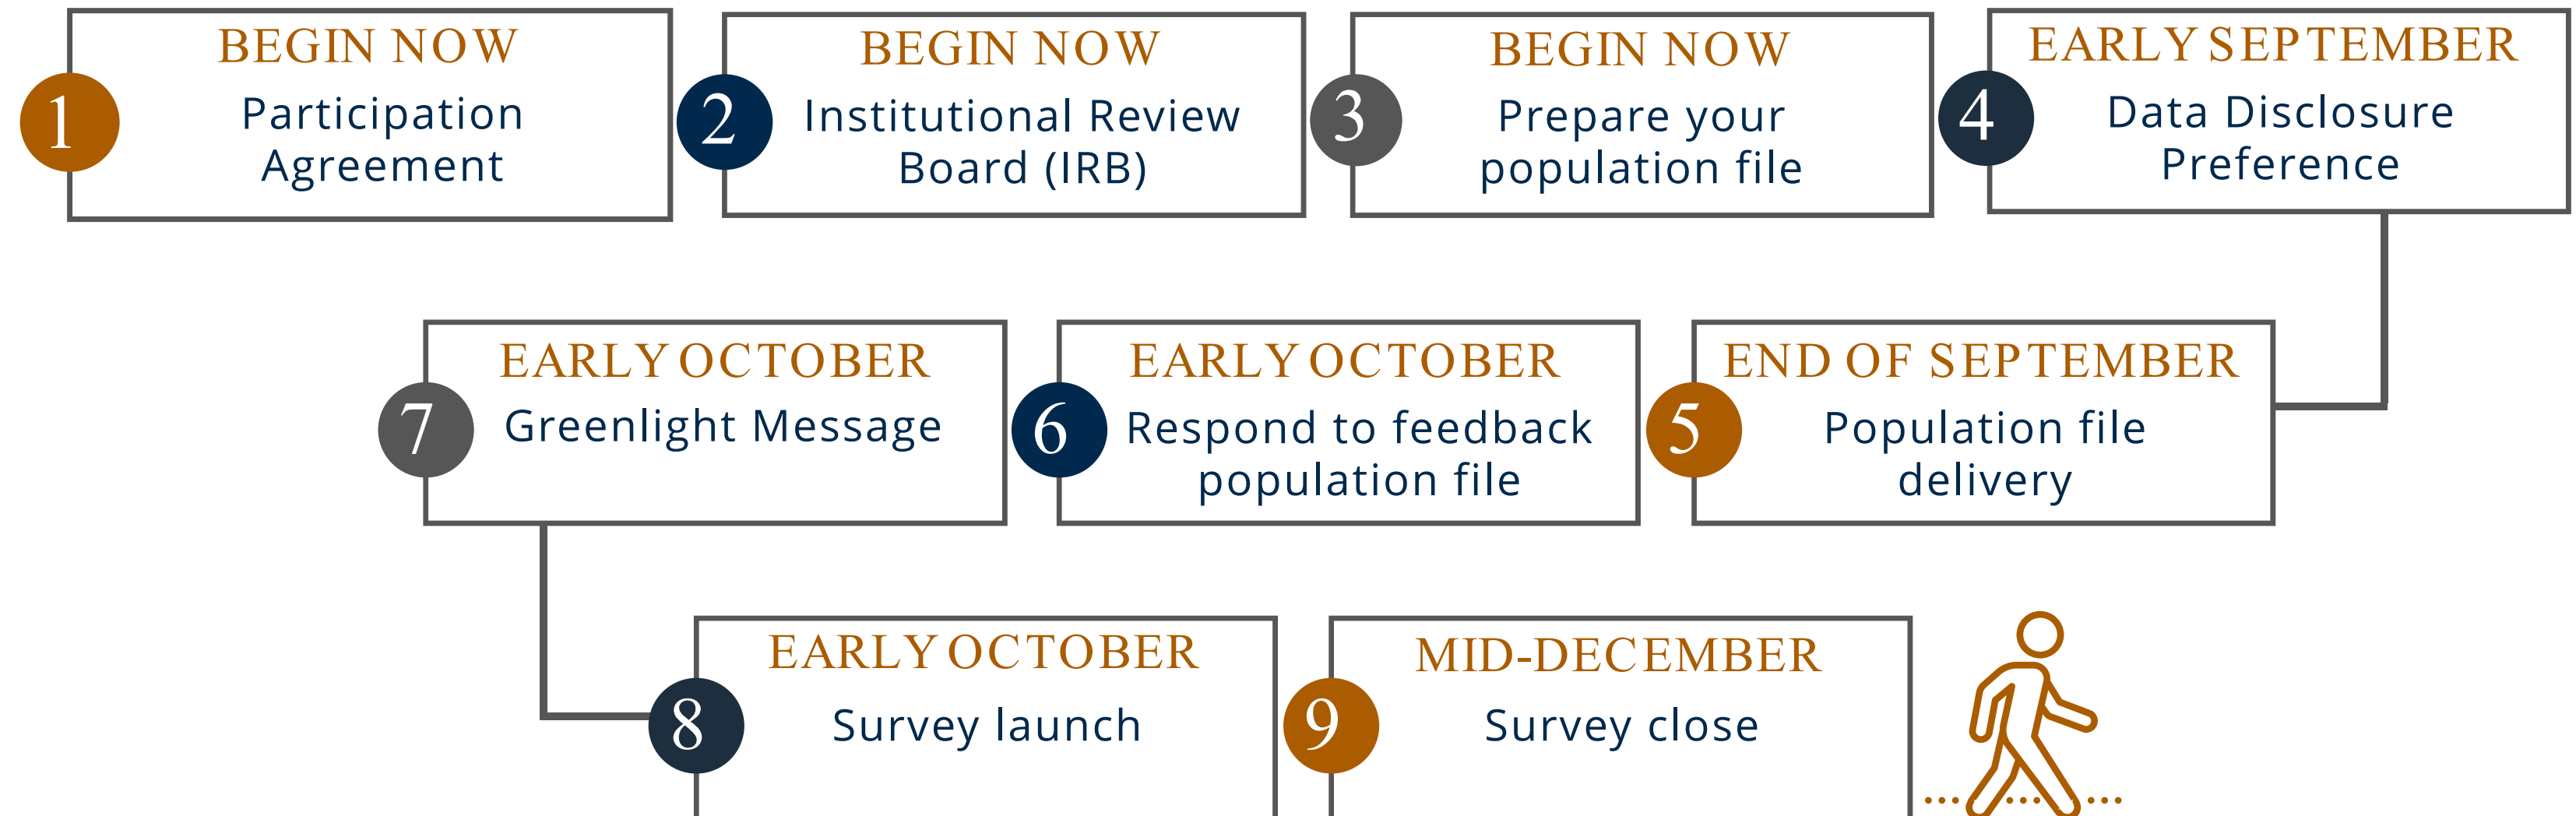 BEGIN NOW
1
Participation
Agreement
BEGIN NOW
2
Institutional Review
Board (IRB)
BEGIN NOW
3
Prepare your
population file
EARLY SEPTEMBER
4
Data Disclosure
Preference
END OF SEPTEMBER
5
Population file
delivery
EARLY OCTOBER
6
Respond to feedback
population file
EARLY OCTOBER
7
Greenlight Message
EARLY OCTOBER
8
Survey launch
MID-DECEMBER
9
Survey close